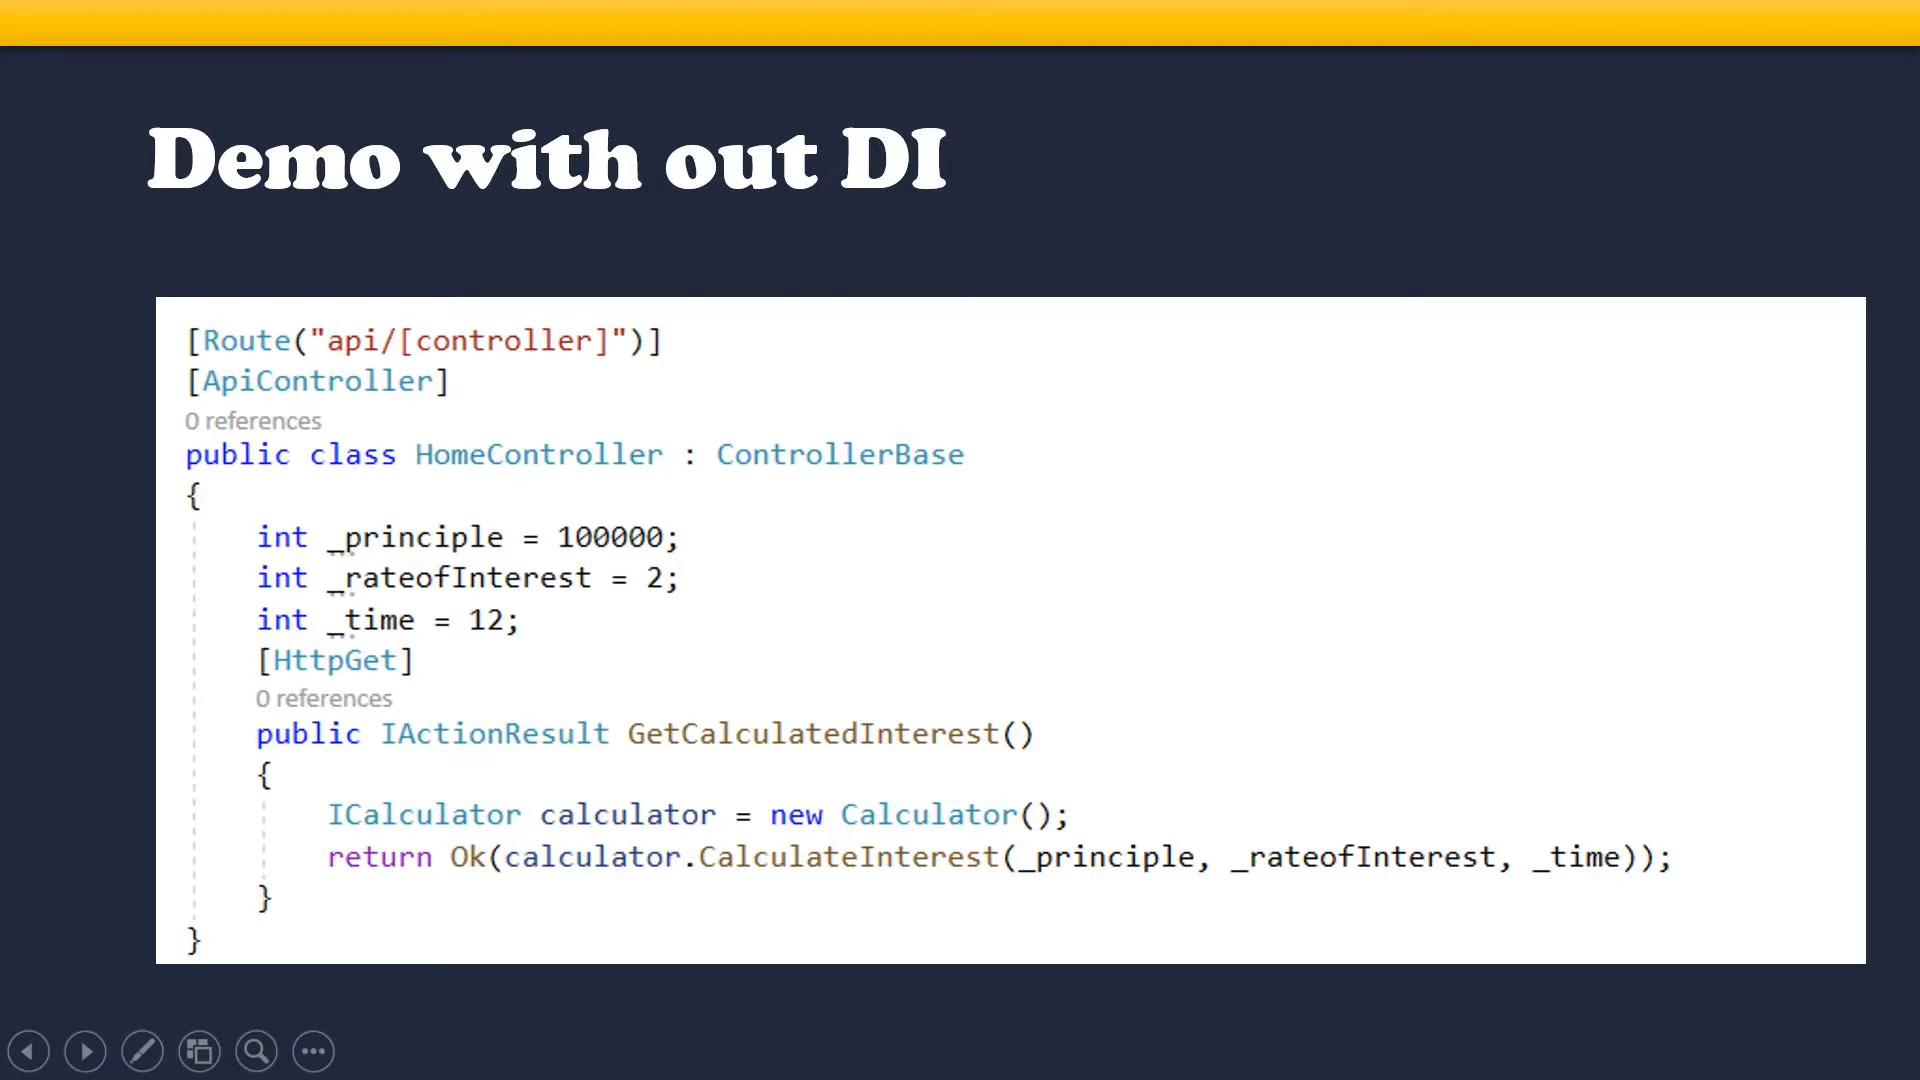 Demo with out DI
[Route("api/[controller]")]
[ApiController]
0 references
public class HomeController : ControllerBase
{
int _principle = 100000;
int _rateofInterest = 2;
int _time = 12;
[HttpGet]
0 references
public IActionResult GetCalculatedInterest()
{
ICalculator calculator = new Calculator();
return Ok(calculator.CalculateInterest(_principle, _rateofInterest, _time));
}
}